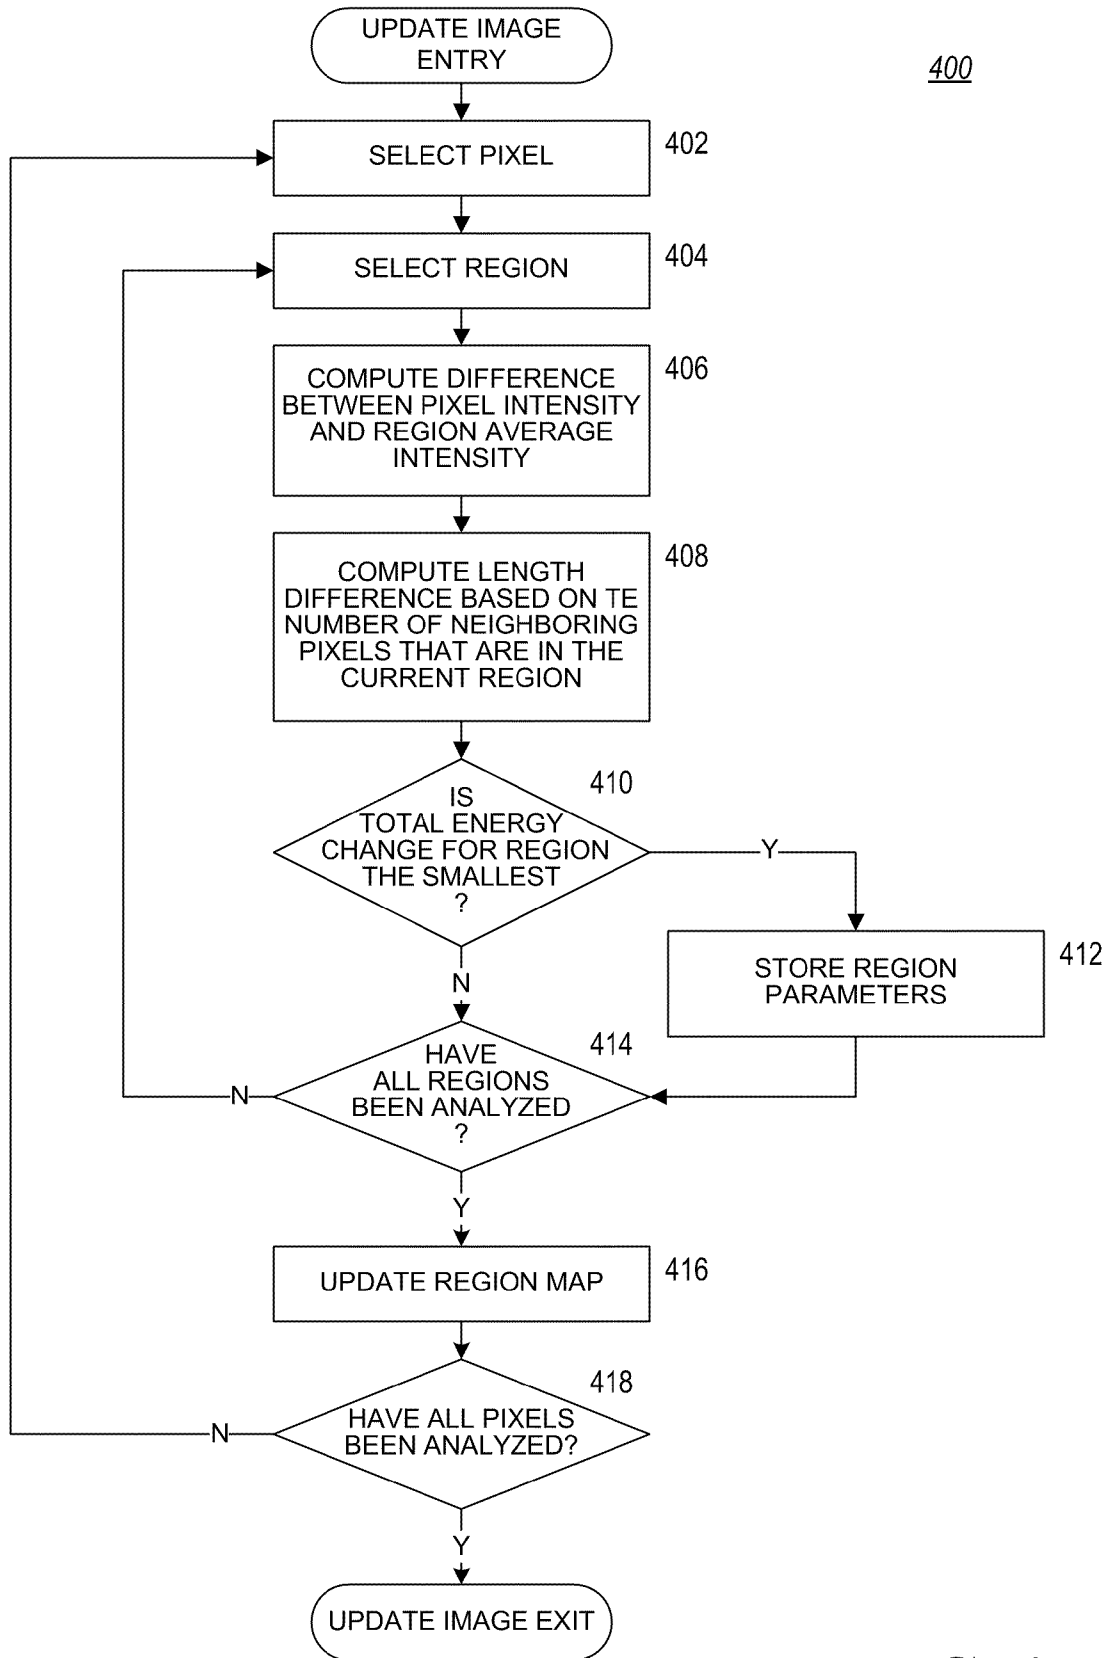 UPDATE IMAGE
ENTRY
400
SELECT PIXEL
402
SELECT REGION
404
COMPUTE DIFFERENCE
BETWEEN PIXEL INTENSITY
AND REGION AVERAGE
INTENSITY
406
COMPUTE LENGTH
DIFFERENCE BASED ON TE
NUMBER OF NEIGHBORING
PIXELS THAT ARE IN THE
CURRENT REGION
408
IS
TOTAL ENERGY
CHANGE FOR REGION
THE SMALLEST
?
410
Y
N
STORE REGION
PARAMETERS
412
HAVE
ALL REGIONS
BEEN ANALYZED
?
414
N
Y
UPDATE REGION MAP
416
HAVE ALL PIXELS
BEEN ANALYZED?
418
N
Y
UPDATE IMAGE EXIT